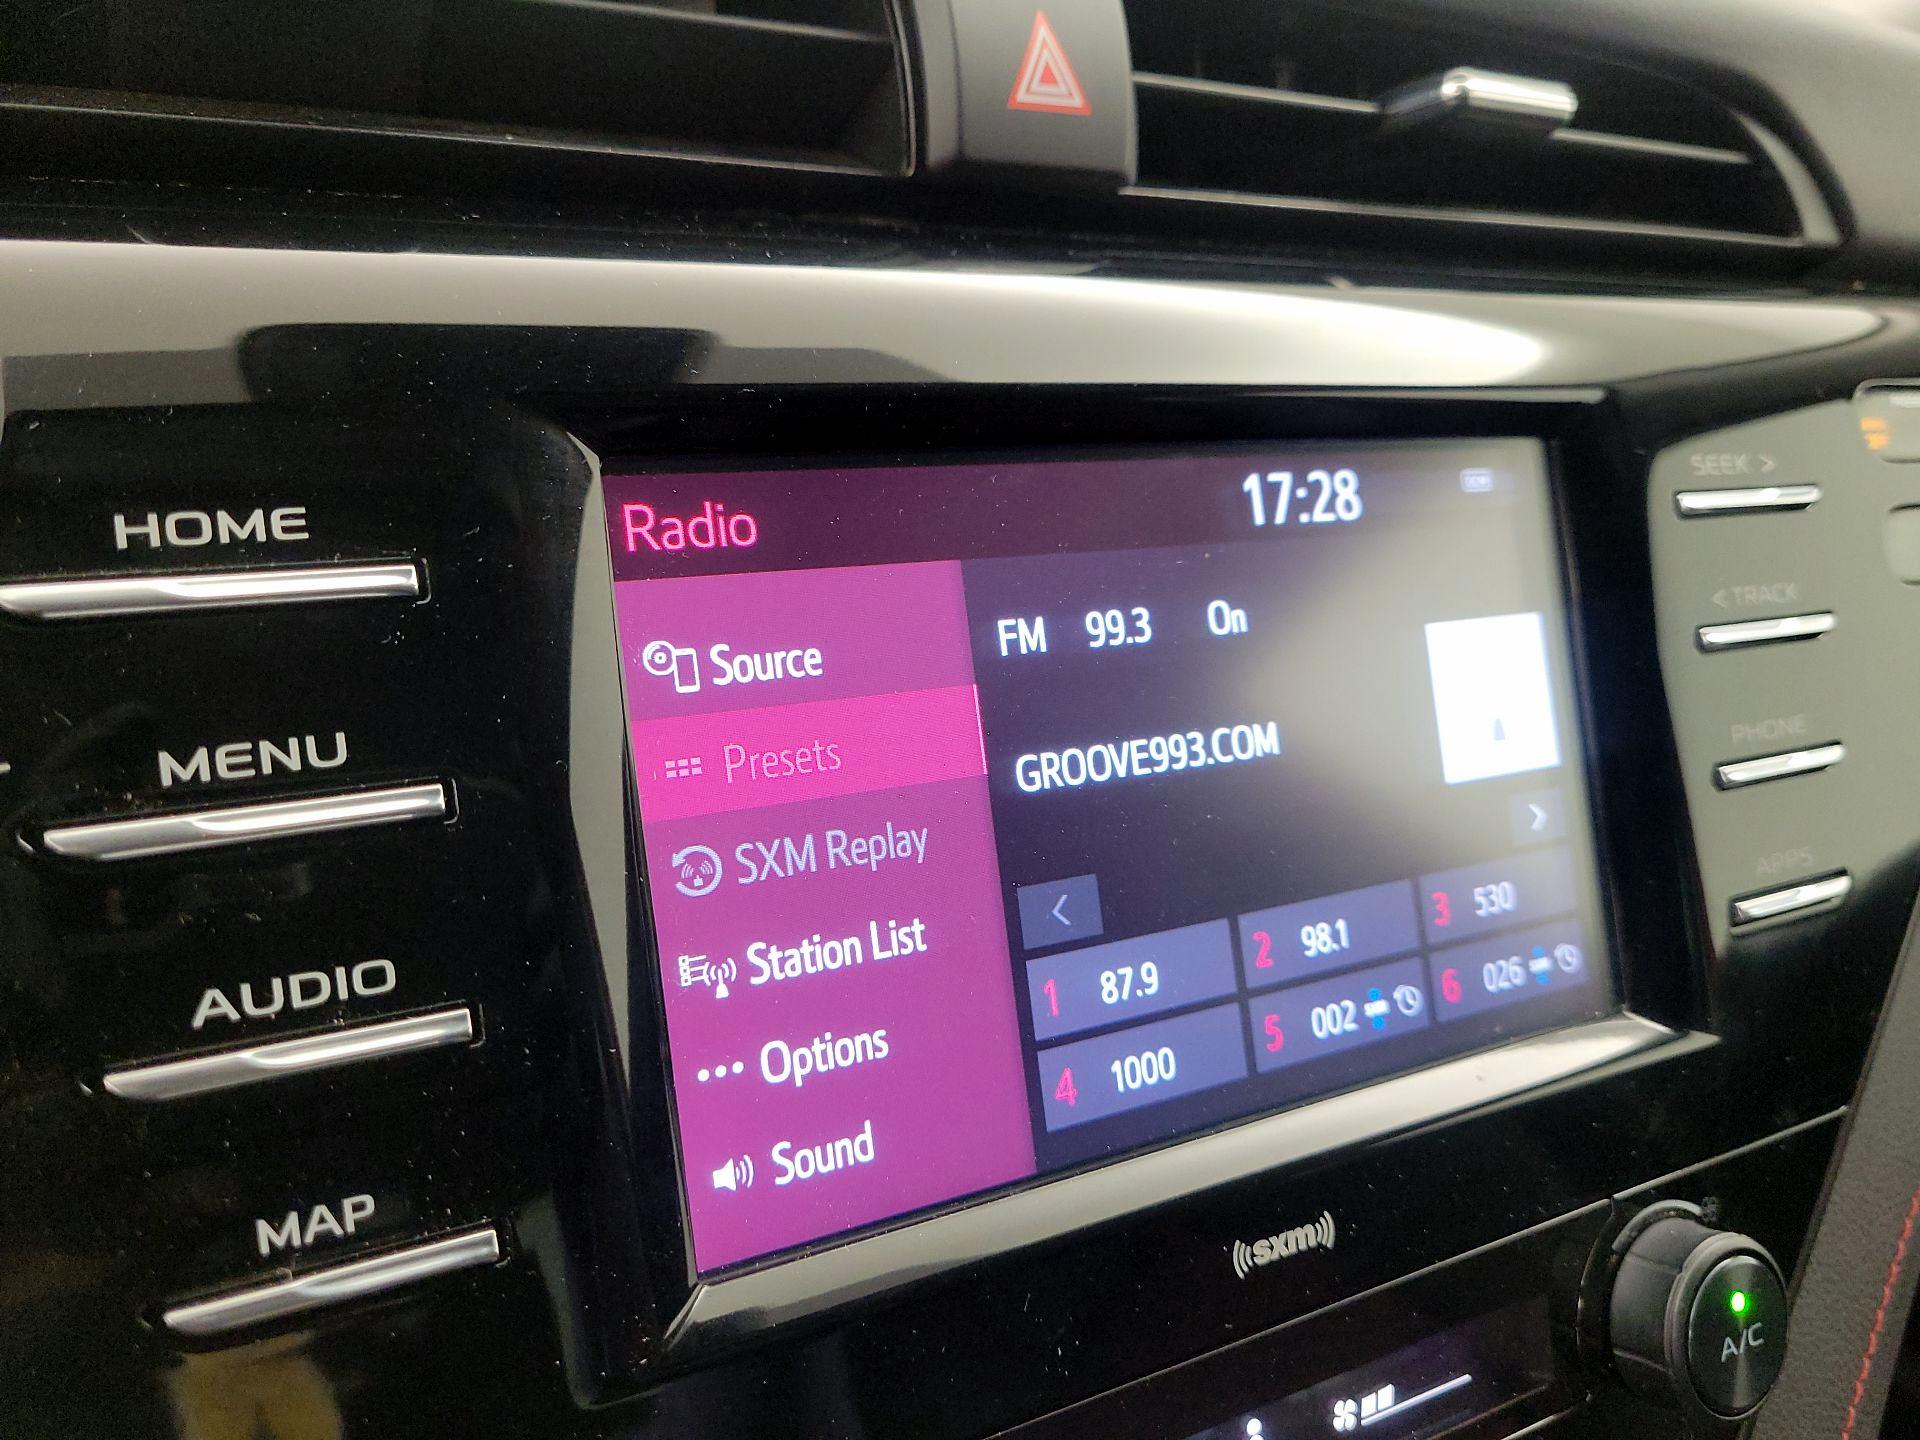 HOME
MENU
AUDIO
MAP
Radio
17:28
DCM
Source
Presets
SXM Replay
Station List
Options
Sound
FM 99.3 On
GROOVE993.COM
1 87.9
2 98.1
3 530
4 1000
5 002
6 026
SEEK >
< TRACK
PHONE
APPS
sxm
A/C